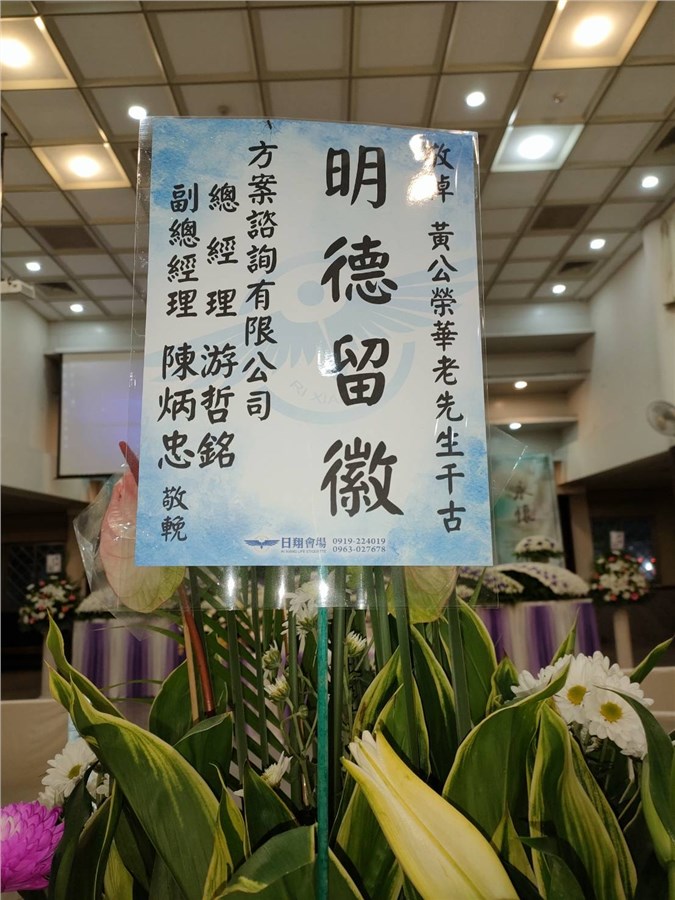 敬悼 黃公榮華老先生千古
明德留徽
方案諮詢有限公司
總經理 游哲銘
副總經理 陳炳忠 敬輓
日翔會場
0919-224019
0963-027678